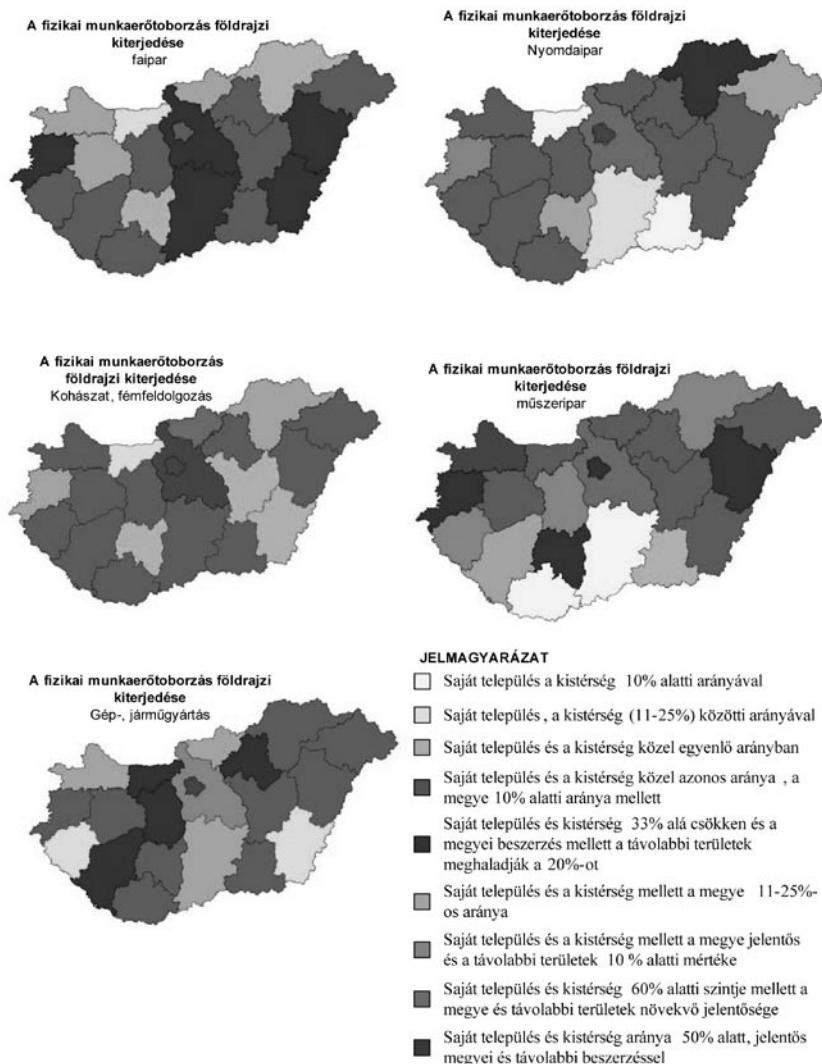 A fizikai munkaerőtoborzás földrajzi
kiterjedése
faipar
A fizikai munkaerőtoborzás földrajzi
kiterjedése
Nyomdaipar
A fizikai munkaerőtoborzás
földrajzi kiterjedése
Kohászat, fémfeldolgozás
A fizikai munkaerőtoborzás földrajzi
kiterjedése
műszeripar
A fizikai munkaerőtoborzás földrajzi
kiterjedése
Gép-, járműgyártás
JELMAGYARÁZAT
Saját település a kistérség 10% alatti arányával
Saját település, a kistérség (11-25%) közötti arányával
Saját település és a kistérség közel egyenlő arányban
Saját település és a kistérség közel azonos aránya , a
megye 10% alatti aránya mellett
Saját település és kistérség 33% alá csökken és a
megyei beszerzés mellett a távolabbi területek
meghaladják a 20%-ot
Saját település és a kistérség mellett a megye 11-25%-
os aránya
Saját település és a kistérség mellett a megye jelentős
és a távolabbi területek 10 % alatti mértéke
Saját település és kistérség 60% alatti szintje mellett a
megye és távolabbi területek növekvő jelentősége
Saját település és kistérség aránya 50% alatt, jelentős
megyei és távolabbi beszerzéssel